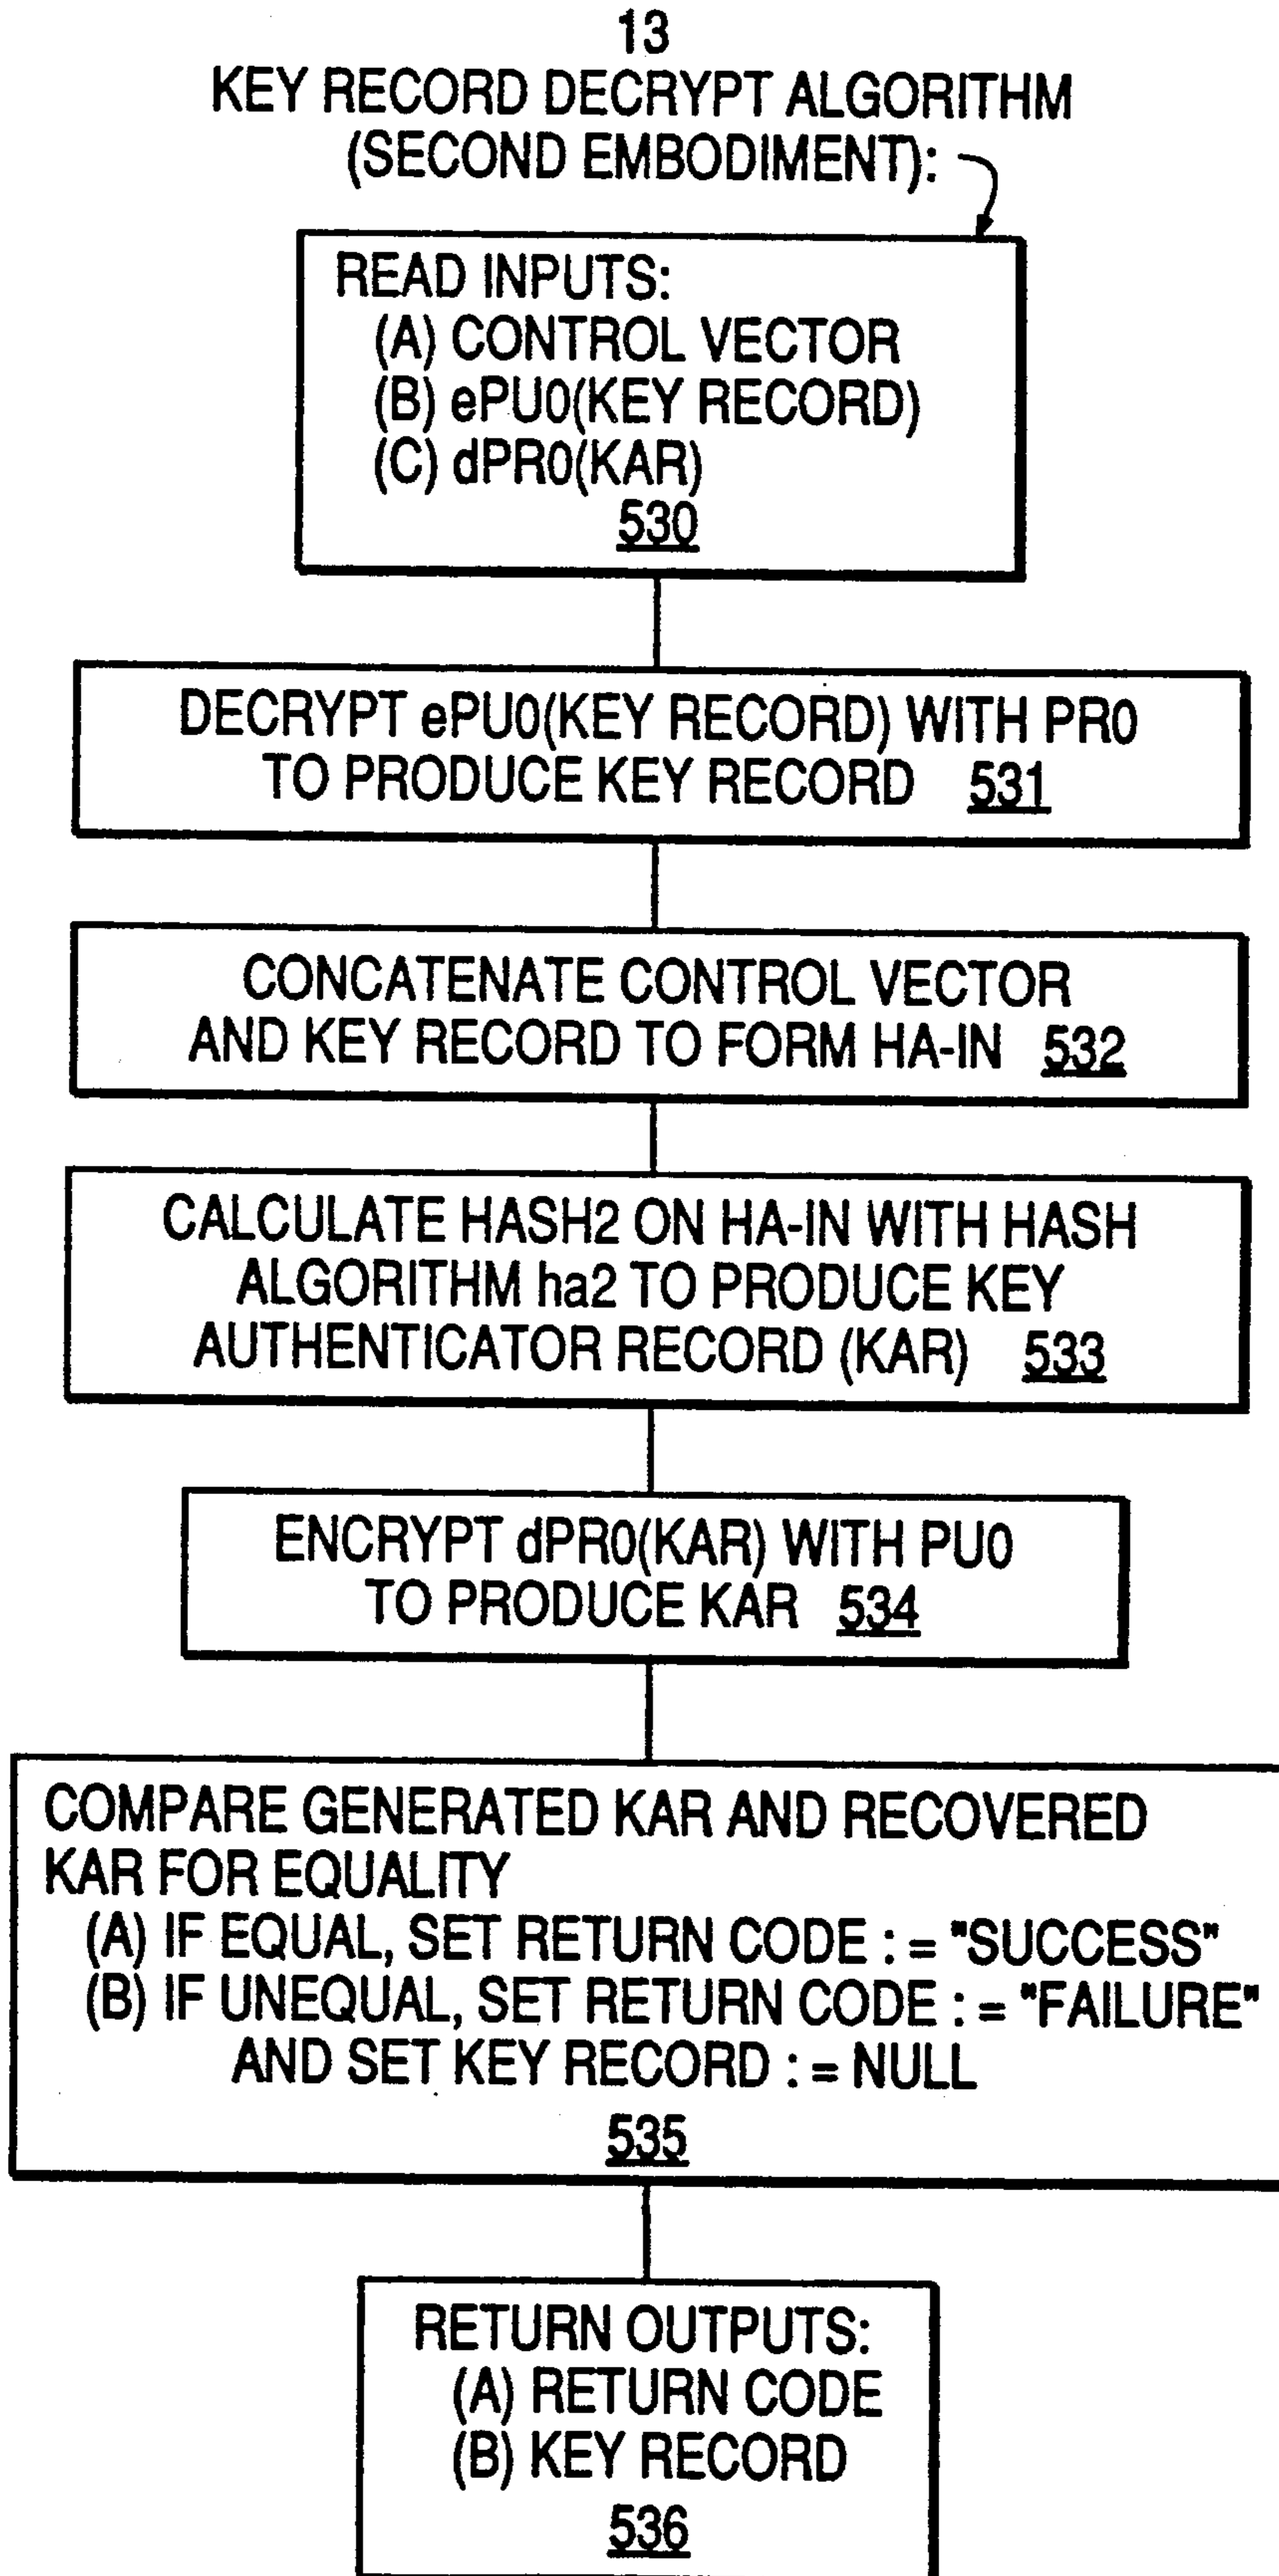 13
KEY RECORD DECRYPT ALGORITHM
(SECOND EMBODIMENT):
READ INPUTS:
(A) CONTROL VECTOR
(B) ePU0(KEY RECORD)
(C) dPR0(KAR)
530
DECRYPT ePU0(KEY RECORD) WITH PR0
TO PRODUCE KEY RECORD 531
CONCATENATE CONTROL VECTOR
AND KEY RECORD TO FORM HA-IN 532
CALCULATE HASH2 ON HA-IN WITH HASH
ALGORITHM ha2 TO PRODUCE KEY
AUTHENTICATOR RECORD (KAR) 533
ENCRYPT dPR0(KAR) WITH PU0
TO PRODUCE KAR 534
COMPARE GENERATED KAR AND RECOVERED
KAR FOR EQUALITY
(A) IF EQUAL, SET RETURN CODE : = "SUCCESS"
(B) IF UNEQUAL, SET RETURN CODE : = "FAILURE"
AND SET KEY RECORD : = NULL
535
RETURN OUTPUTS:
(A) RETURN CODE
(B) KEY RECORD
536